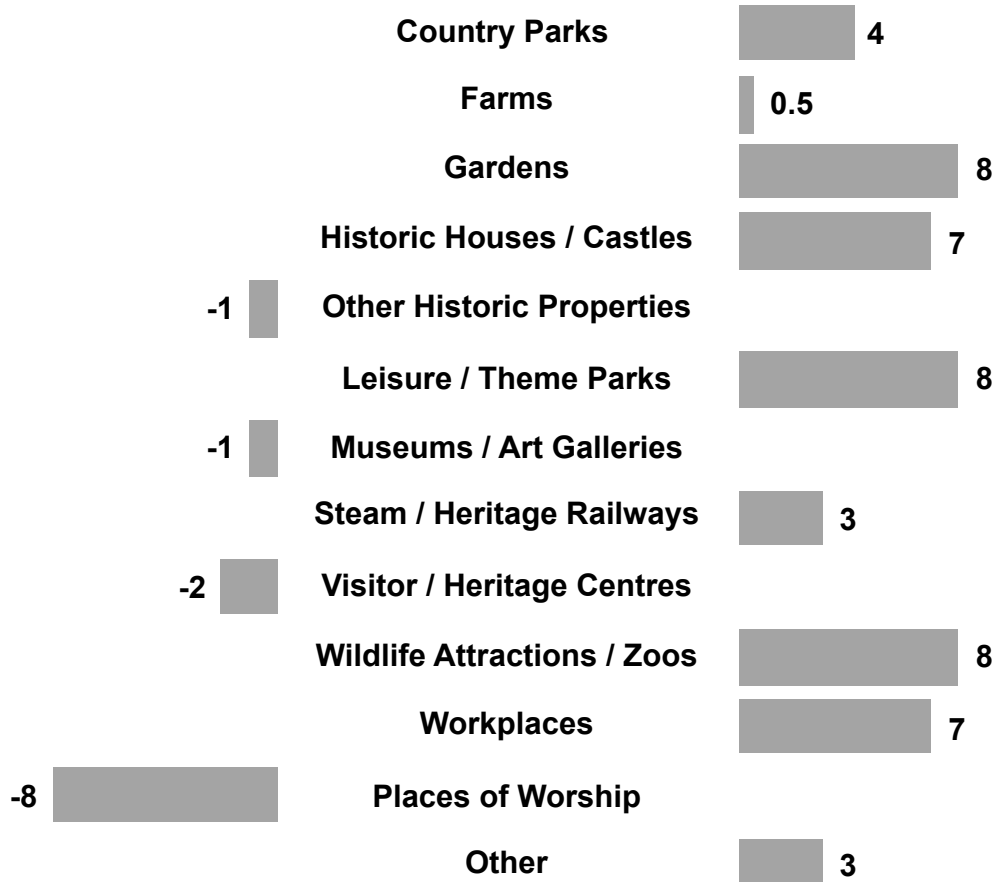 Country Parks 4
Farms 0.5
Gardens 8
Historic Houses / Castles 7
-1 Other Historic Properties
Leisure / Theme Parks 8
-1 Museums / Art Galleries
Steam / Heritage Railways 3
-2 Visitor / Heritage Centres
Wildlife Attractions / Zoos 8
Workplaces 7
-8 Places of Worship
Other 3